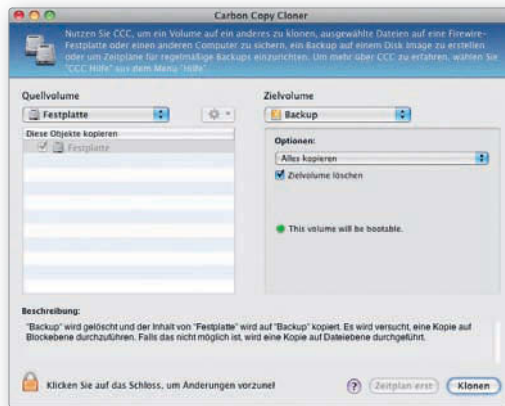 Carbon Copy Cloner
Nutzen Sie CCC, um ein Volume auf ein anderes zu klonen, ausgewählte Dateien auf eine Firewire-
Festplatte oder einen anderen Computer zu sichern, ein Backup auf einem Disk Image zu erstellen
oder um Zeitpläne für regelmäßige Backups einzurichten. Um mehr über CCC zu erfahren, wählen Sie
"CCC Hilfe" aus dem Menü "Hilfe".
Quellvolume
Festplatte
Diese Objekte kopieren
Festplatte
Zielvolume
Backup
Optionen:
Alles kopieren
Zielvolume löschen
This volume will be bootable.
Beschreibung:
"Backup" wird gelöscht und der Inhalt von "Festplatte" wird auf "Backup" kopiert. Es wird versucht, eine Kopie auf
Blockebene durchzuführen. Falls das nicht möglich ist, wird eine Kopie auf Dateiebene durchgeführt.
Klicken Sie auf das Schloss, um Änderungen vorzunel
?
Zeitplan erst
Klonen